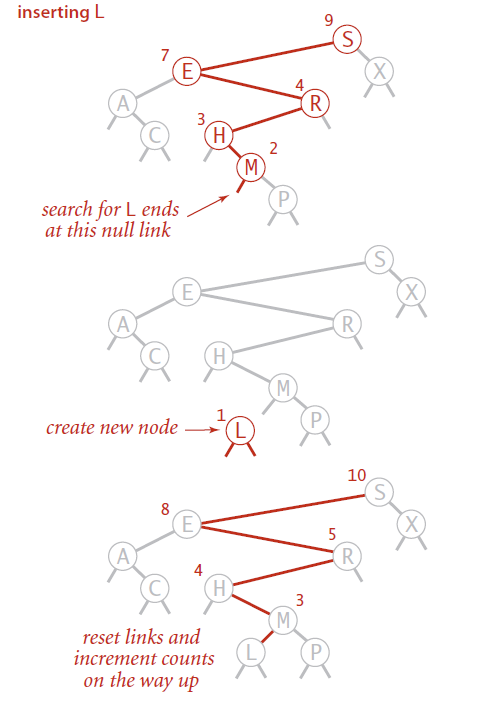 inserting L
9
S
7
E
X
4
A
R
3
C
H
2
M
P
search for L ends
at this null link
S
E
X
A
R
C
H
M
P
1
create new node
L
10
S
8
E
X
5
A
R
4
C
H
3
M
reset links and
L
P
increment counts
on the way up